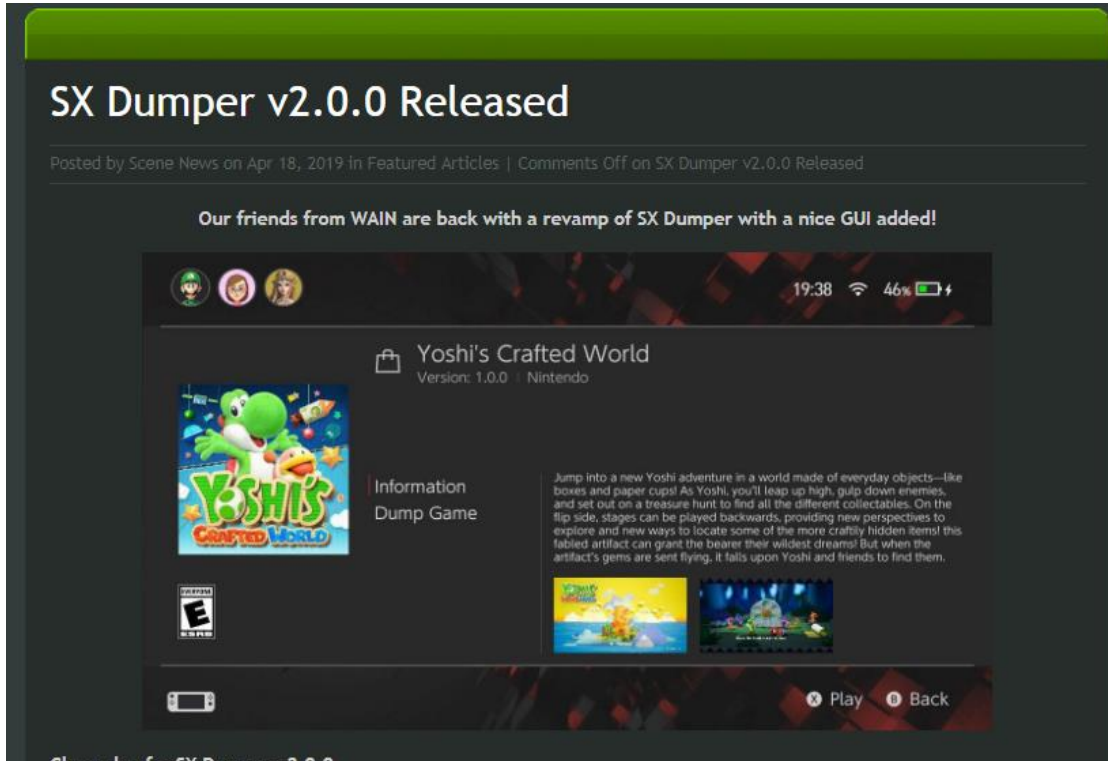 SX Dumper v2.0.0 Released
Posted by Scene News on Apr 18, 2019 in Featured Articles | Comments Off on SX Dumper v2.0.0 Released
Our friends from WAIN are back with a revamp of SX Dumper with a nice GUI added!
19:38 46%
Yoshi's Crafted World
Version: 1.0.0 | Nintendo
YOSHI'S
CRAFTED WORLD
Information
Dump Game
Jump into a new Yoshi adventure in a world made of everyday objects—like
boxes and paper cups! As Yoshi, you'll leap up high, gulp down enemies,
and set out on a treasure hunt to find all the different collectables. On the
flip side, stages can be played backwards, providing new perspectives to
explore and new ways to locate some of the more craftily hidden items! this
fabled artifact can grant the bearer their wildest dreams! But when the
artifact's gems are sent flying, it falls upon Yoshi and friends to find them.
EVERYONE
E
ESRB
X Play B Back